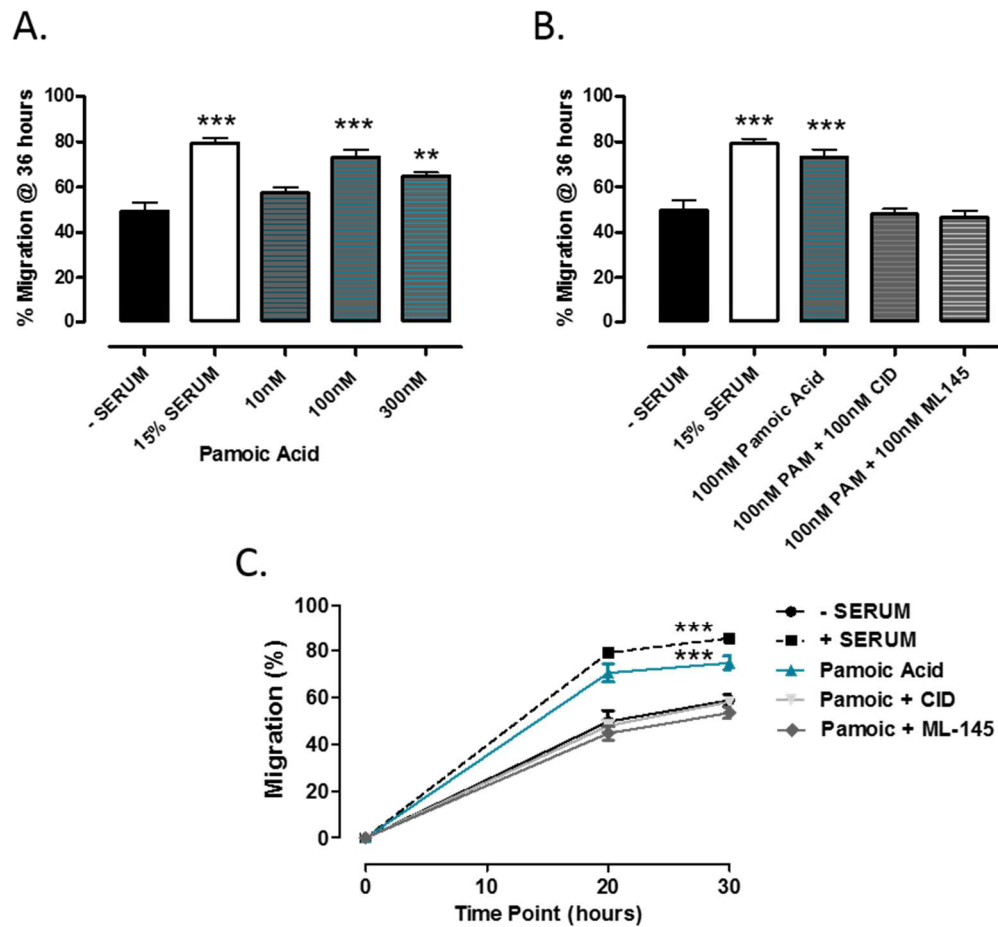 A.
% Migration @ 36 hours
100
80
60
40
20
0
***
***
**
- SERUM
15% SERUM
10nM
100nM
300nM
Pamoic Acid
B.
% Migration @ 36 hours
100
80
60
40
20
0
***
***
- SERUM
15% SERUM
100nM Pamoic Acid
100nM PAM + 100nM CID
100nM PAM + 100nM ML145
C.
Migration (%)
100
80
60
40
20
0
***
***
0
10
20
30
Time Point (hours)
- SERUM
+ SERUM
Pamoic Acid
Pamoic + CID
Pamoic + ML-145